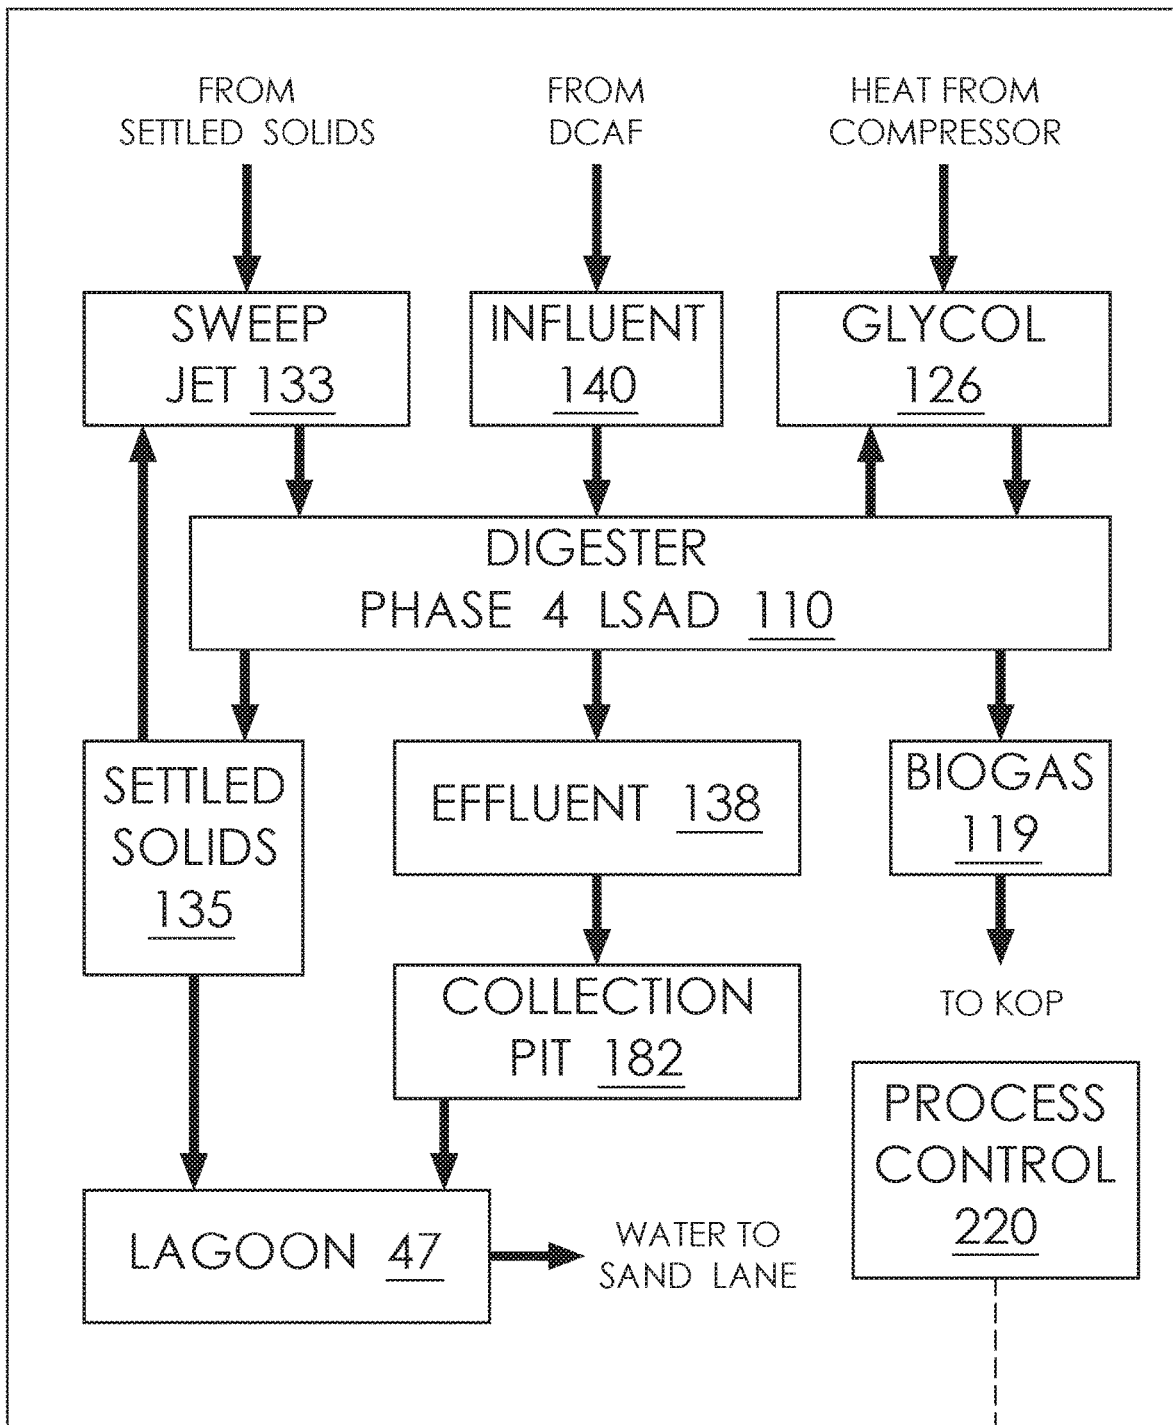 FROM
SETTLED SOLIDS
FROM
DCAF
HEAT FROM
COMPRESSOR
SWEEP
JET 133
INFLUENT
140
GLYCOL
126
DIGESTER
PHASE 4 LSAD 110
SETTLED
SOLIDS
135
EFFLUENT 138
BIOGAS
119
COLLECTION
PIT 182
TO KOP
PROCESS
CONTROL
220
LAGOON 47
WATER TO
SAND LANE